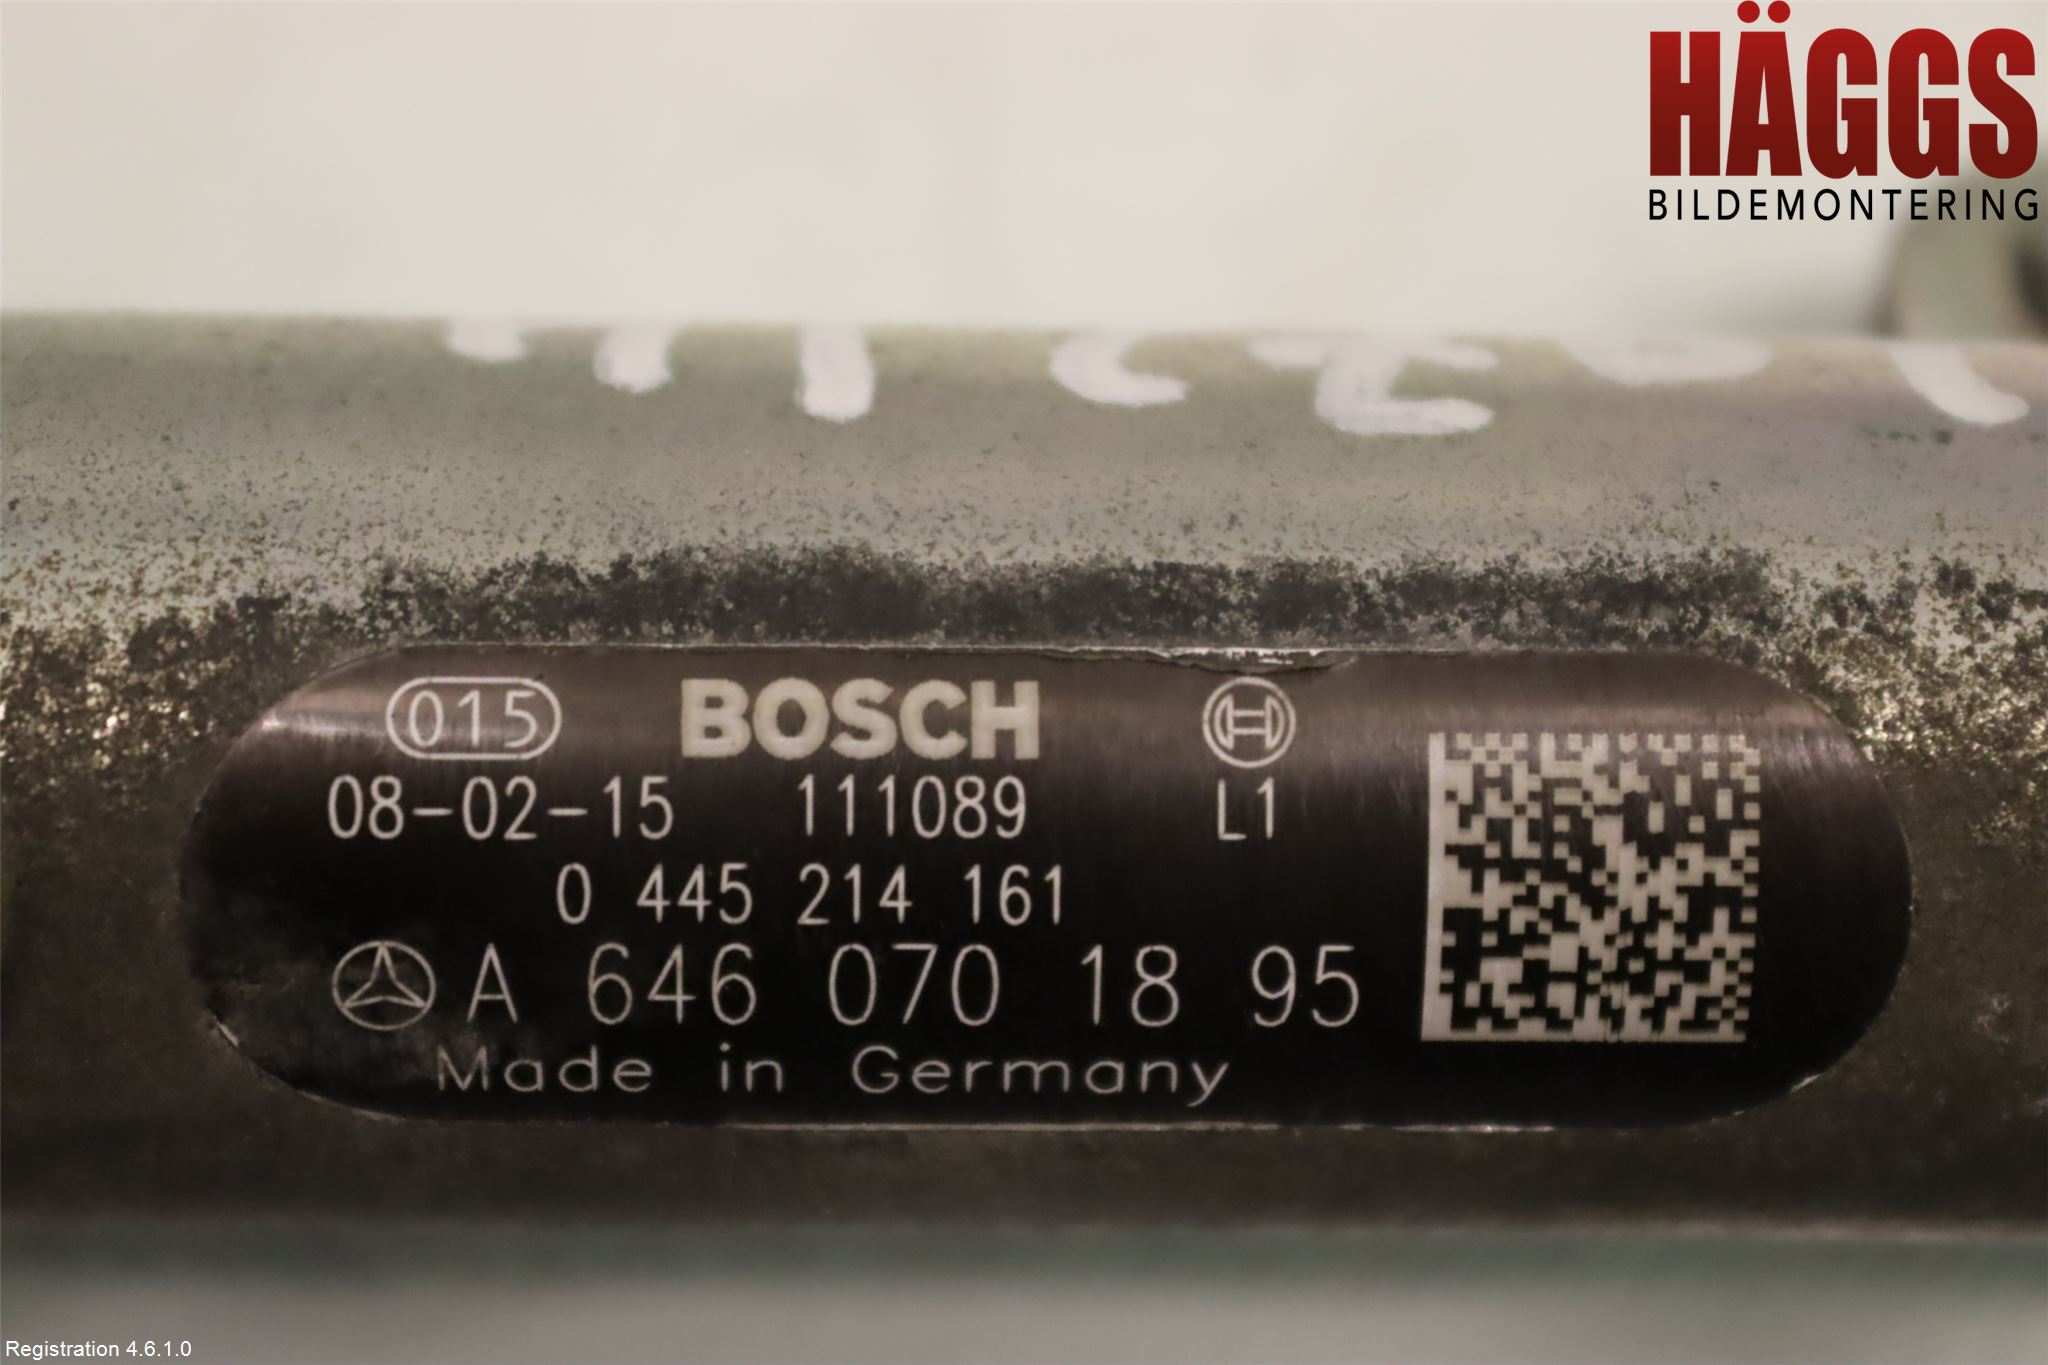 HÄGGS
BILDEMONTERING
015 BOSCH
08-02-15 111089 L1
0 445 214 161
A 646 070 18 95
Made in Germany
Registration 4.6.1.0